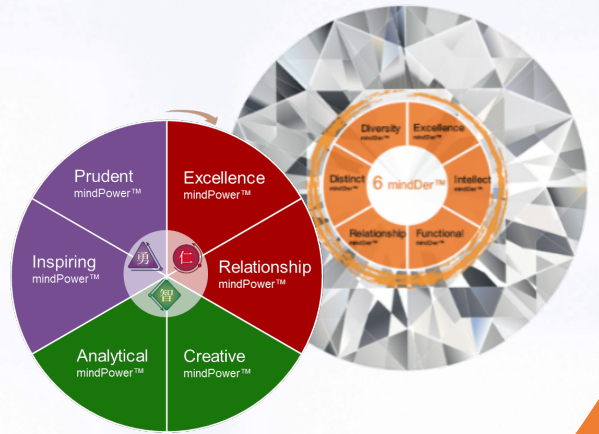 Prudent
mindPower™
Excellence
mindPower™
Inspiring
mindPower™
勇
仁
Relationship
mindPower™
智
Analytical
mindPower™
Creative
mindPower™
Diversity
mindDer™
Excellence
mindDer™
Distinct
mindDer™
6 mindDer™
Intellect
mindDer™
Relationship
mindDer™
Functional
mindDer™